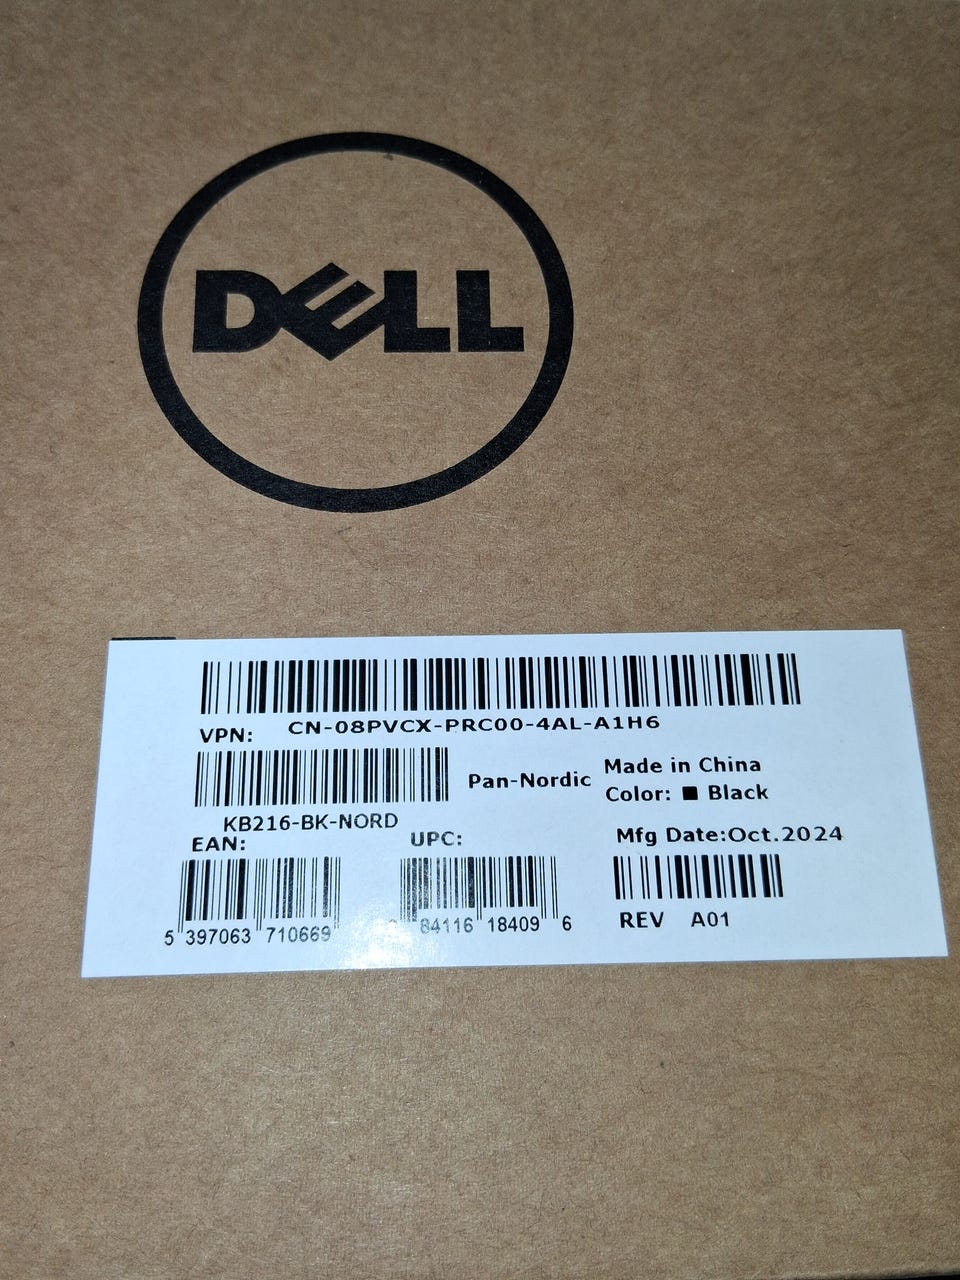 DELL
CN-08PVCX-PRC00-4AL-A1H6
VPN:
Pan-Nordic
Made in China
Color: ■ Black
KB216-BK-NORD
EAN:
UPC:
Mfg Date:Oct.2024
5 397063 710669
84116 18409 6
REV A01